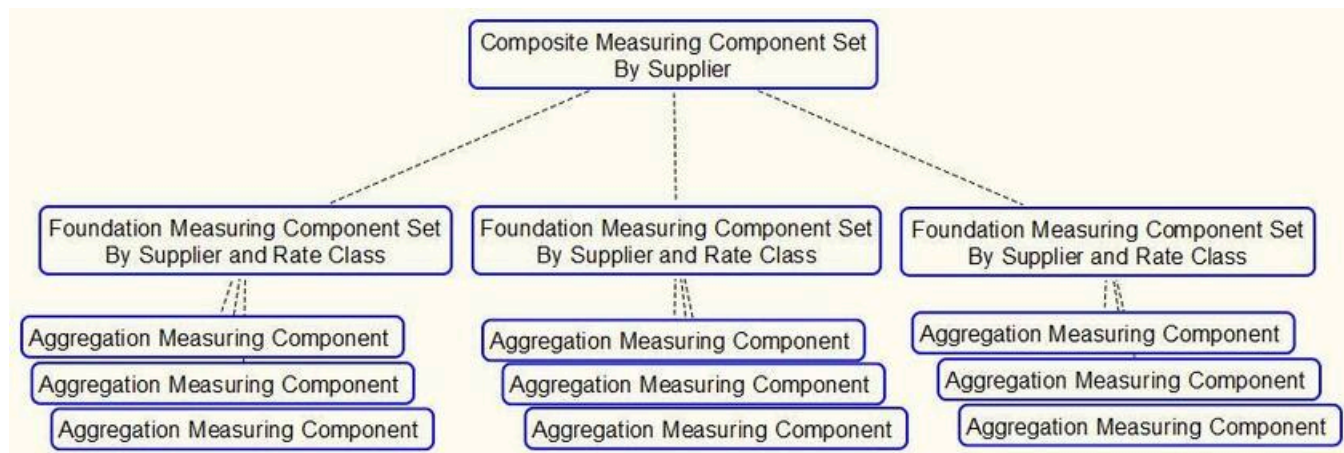 Composite Measuring Component Set
By Supplier
Foundation Measuring Component Set
By Supplier and Rate Class
Foundation Measuring Component Set
By Supplier and Rate Class
Foundation Measuring Component Set
By Supplier and Rate Class
Aggregation Measuring Component
Aggregation Measuring Component
Aggregation Measuring Component
Aggregation Measuring Component
Aggregation Measuring Component
Aggregation Measuring Component
Aggregation Measuring Component
Aggregation Measuring Component
Aggregation Measuring Component